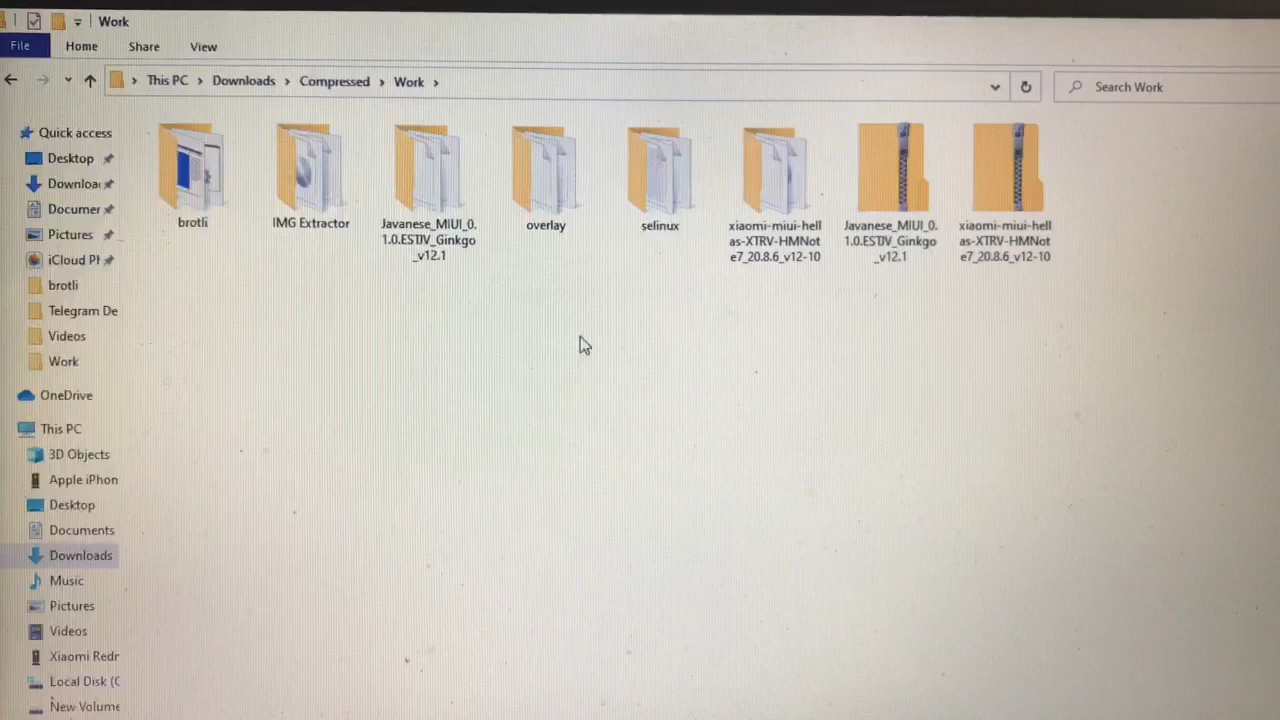 Work
File Home Share View
This PC Downloads Compressed Work
Search Work
brotli
IMG Extractor
Javanese_MIUI_0.
1.0.ESTJV_Ginkgo
_v12.1
overlay
selinux
xiaomi-miui-hell
as-XTRV-HMNot
e7_20.8.6_v12-10
Javanese_MIUI_0.
1.0.ESTJV_Ginkgo
_v12.1
xiaomi-miui-hell
as-XTRV-HMNot
e7_20.8.6_v12-10
Quick access
Desktop
Downloa
Documer
Pictures
iCloud Pl
brotli
Telegram De
Videos
Work
OneDrive
This PC
3D Objects
Apple iPhon
Desktop
Documents
Downloads
Music
Pictures
Videos
Xiaomi Redr
Local Disk (C
New Volume